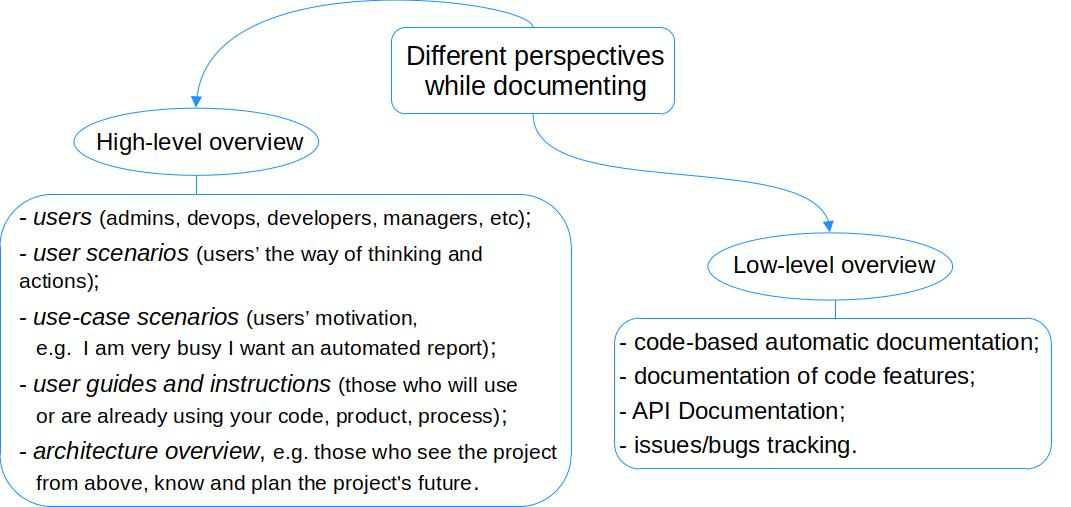 Different perspectives
while documenting
High-level overview
- users (admins, devops, developers, managers, etc);
- user scenarios (users’ the way of thinking and
actions);
- use-case scenarios (users’ motivation,
e.g.  I am very busy I want an automated report);
- user guides and instructions (those who will use
or are already using your code, product, process);
- architecture overview, e.g. those who see the project
from above, know and plan the project's future.
Low-level overview
- code-based automatic documentation;
- documentation of code features;
- API Documentation;
- issues/bugs tracking.